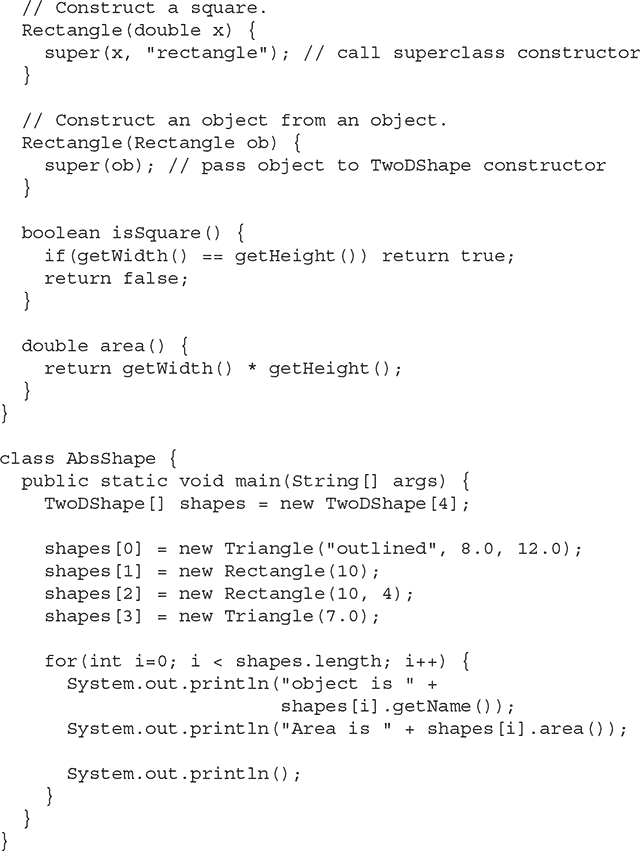 // Construct a square.
  Rectangle(double x) {
    super(x, "rectangle"); // call superclass constructor
  }

  // Construct an object from an object.
  Rectangle(Rectangle ob) {
    super(ob); // pass object to TwoDShape constructor
  }

  boolean isSquare() {
    if(getWidth() == getHeight()) return true;
    return false;
  }

  double area() {
    return getWidth() * getHeight();
  }
}

class AbsShape {
  public static void main(String[] args) {
    TwoDShape[] shapes = new TwoDShape[4];

    shapes[0] = new Triangle("outlined", 8.0, 12.0);
    shapes[1] = new Rectangle(10);
    shapes[2] = new Rectangle(10, 4);
    shapes[3] = new Triangle(7.0);

    for(int i=0; i < shapes.length; i++) {
      System.out.println("object is " +
                         shapes[i].getName());
      System.out.println("Area is " + shapes[i].area());

      System.out.println();
    }
  }
}